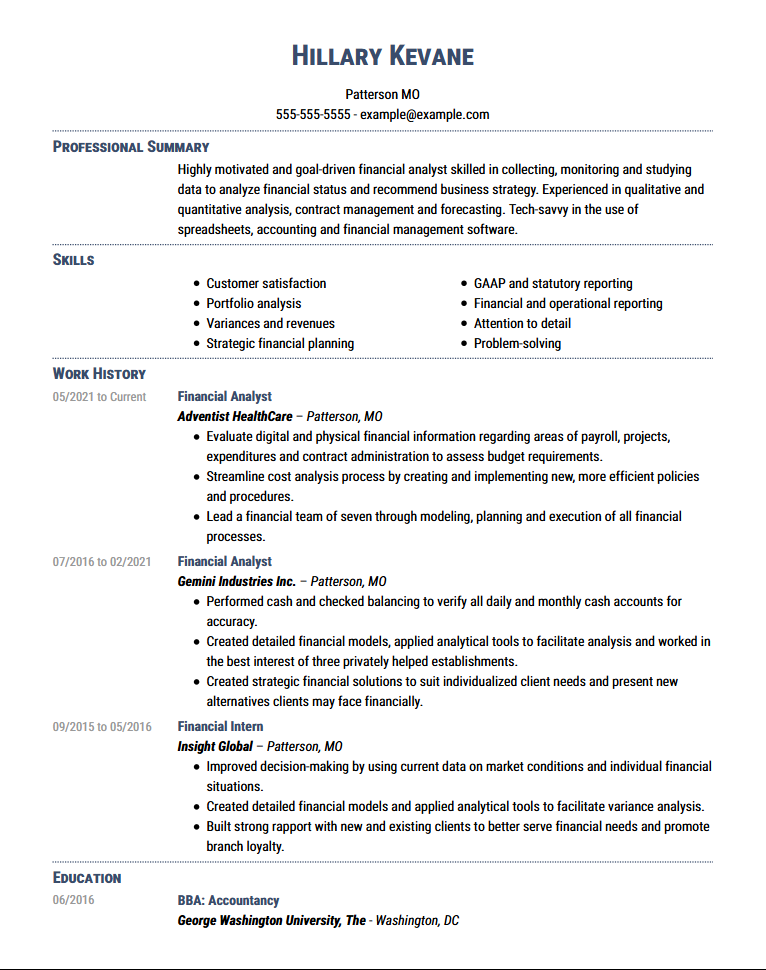 Hillary Kevane
Patterson MO
555-555-5555 - example@example.com
Professional Summary
Highly motivated and goal-driven financial analyst skilled in collecting, monitoring and studying
data to analyze financial status and recommend business strategy. Experienced in qualitative and
quantitative analysis, contract management and forecasting. Tech-savvy in the use of
spreadsheets, accounting and financial management software.
Skills
• Customer satisfaction
• Portfolio analysis
• Variances and revenues
• Strategic financial planning
• GAAP and statutory reporting
• Financial and operational reporting
• Attention to detail
• Problem-solving
Work History
05/2021 to Current Financial Analyst
Adventist HealthCare – Patterson, MO
• Evaluate digital and physical financial information regarding areas of payroll, projects,
expenditures and contract administration to assess budget requirements.
• Streamline cost analysis process by creating and implementing new, more efficient policies
and procedures.
• Lead a financial team of seven through modeling, planning and execution of all financial
processes.
07/2016 to 02/2021 Financial Analyst
Gemini Industries Inc. – Patterson, MO
• Performed cash and checked balancing to verify all daily and monthly cash accounts for
accuracy.
• Created detailed financial models, applied analytical tools to facilitate analysis and worked in
the best interest of three privately helped establishments.
• Created strategic financial solutions to suit individualized client needs and present new
alternatives clients may face financially.
09/2015 to 05/2016 Financial Intern
Insight Global – Patterson, MO
• Improved decision-making by using current data on market conditions and individual financial
situations.
• Created detailed financial models and applied analytical tools to facilitate variance analysis.
• Built strong rapport with new and existing clients to better serve financial needs and promote
branch loyalty.
Education
06/2016 BBA: Accountancy
George Washington University, The - Washington, DC